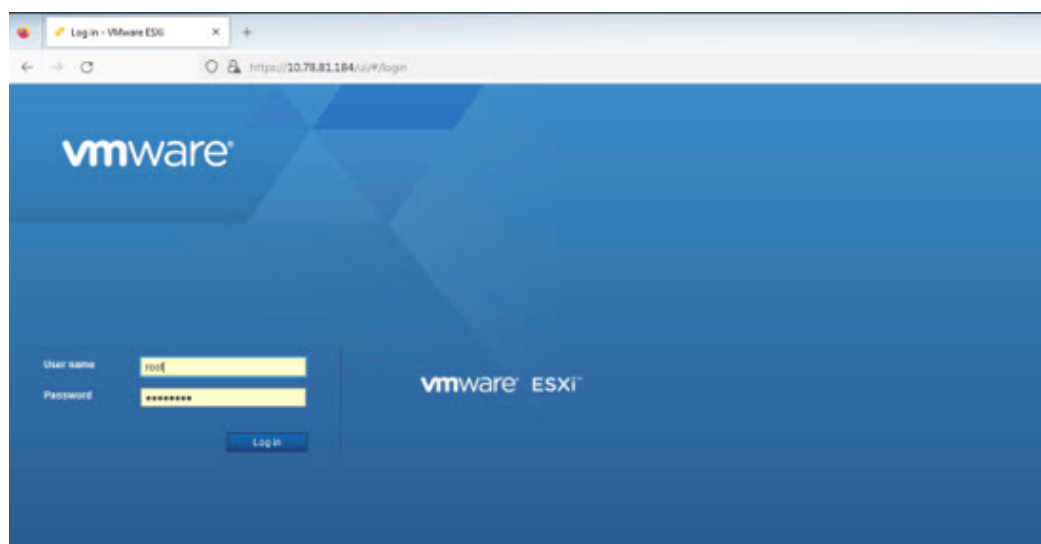 Log in - VMware ESXi
https://10.78.81.184/ui/#/login
vmware®
User name
root
Password
••••••••
Log in
vmware® ESXi™